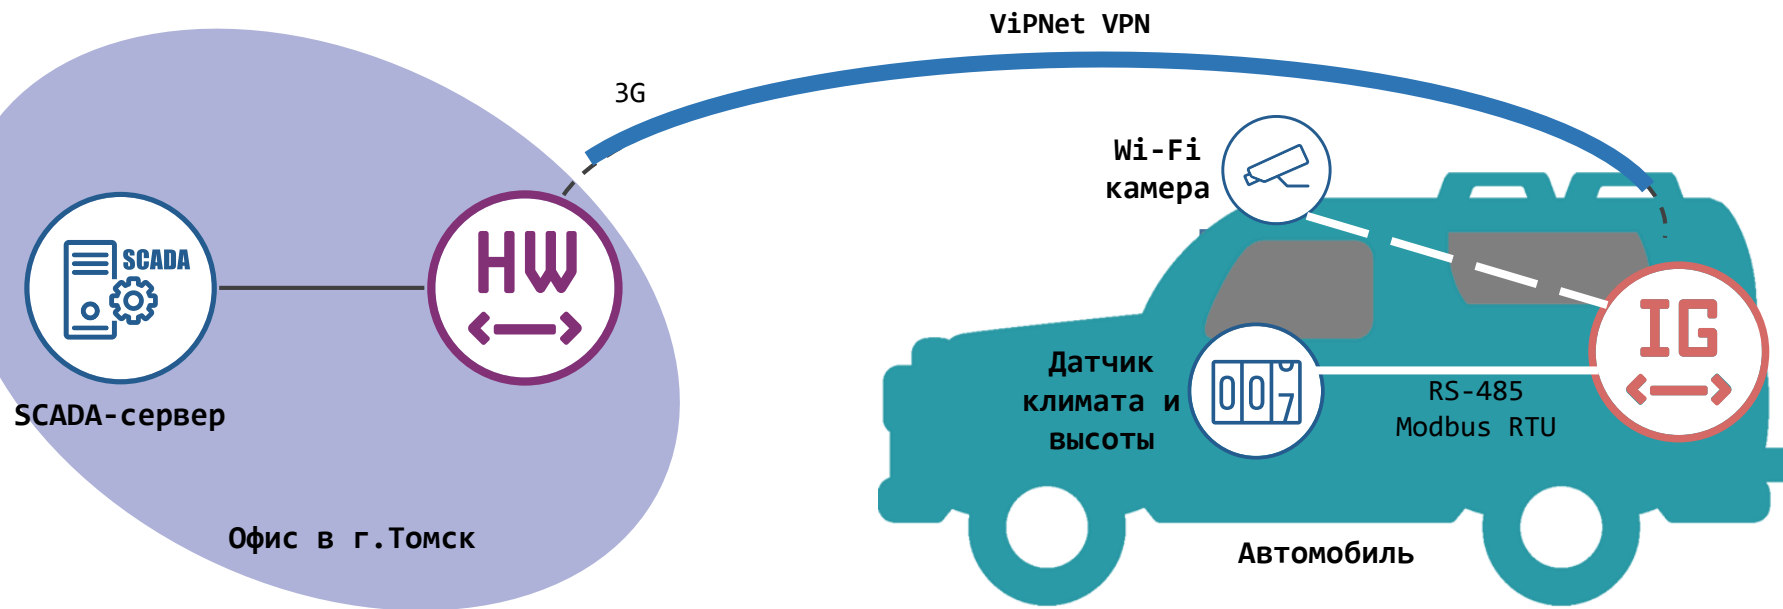 ViPNet VPN
3G
Wi-Fi
камера
SCADA
HW
IG
SCADA-сервер
Датчик
климата и
высоты
007
RS-485
Modbus RTU
Офис в г.Томск
Автомобиль